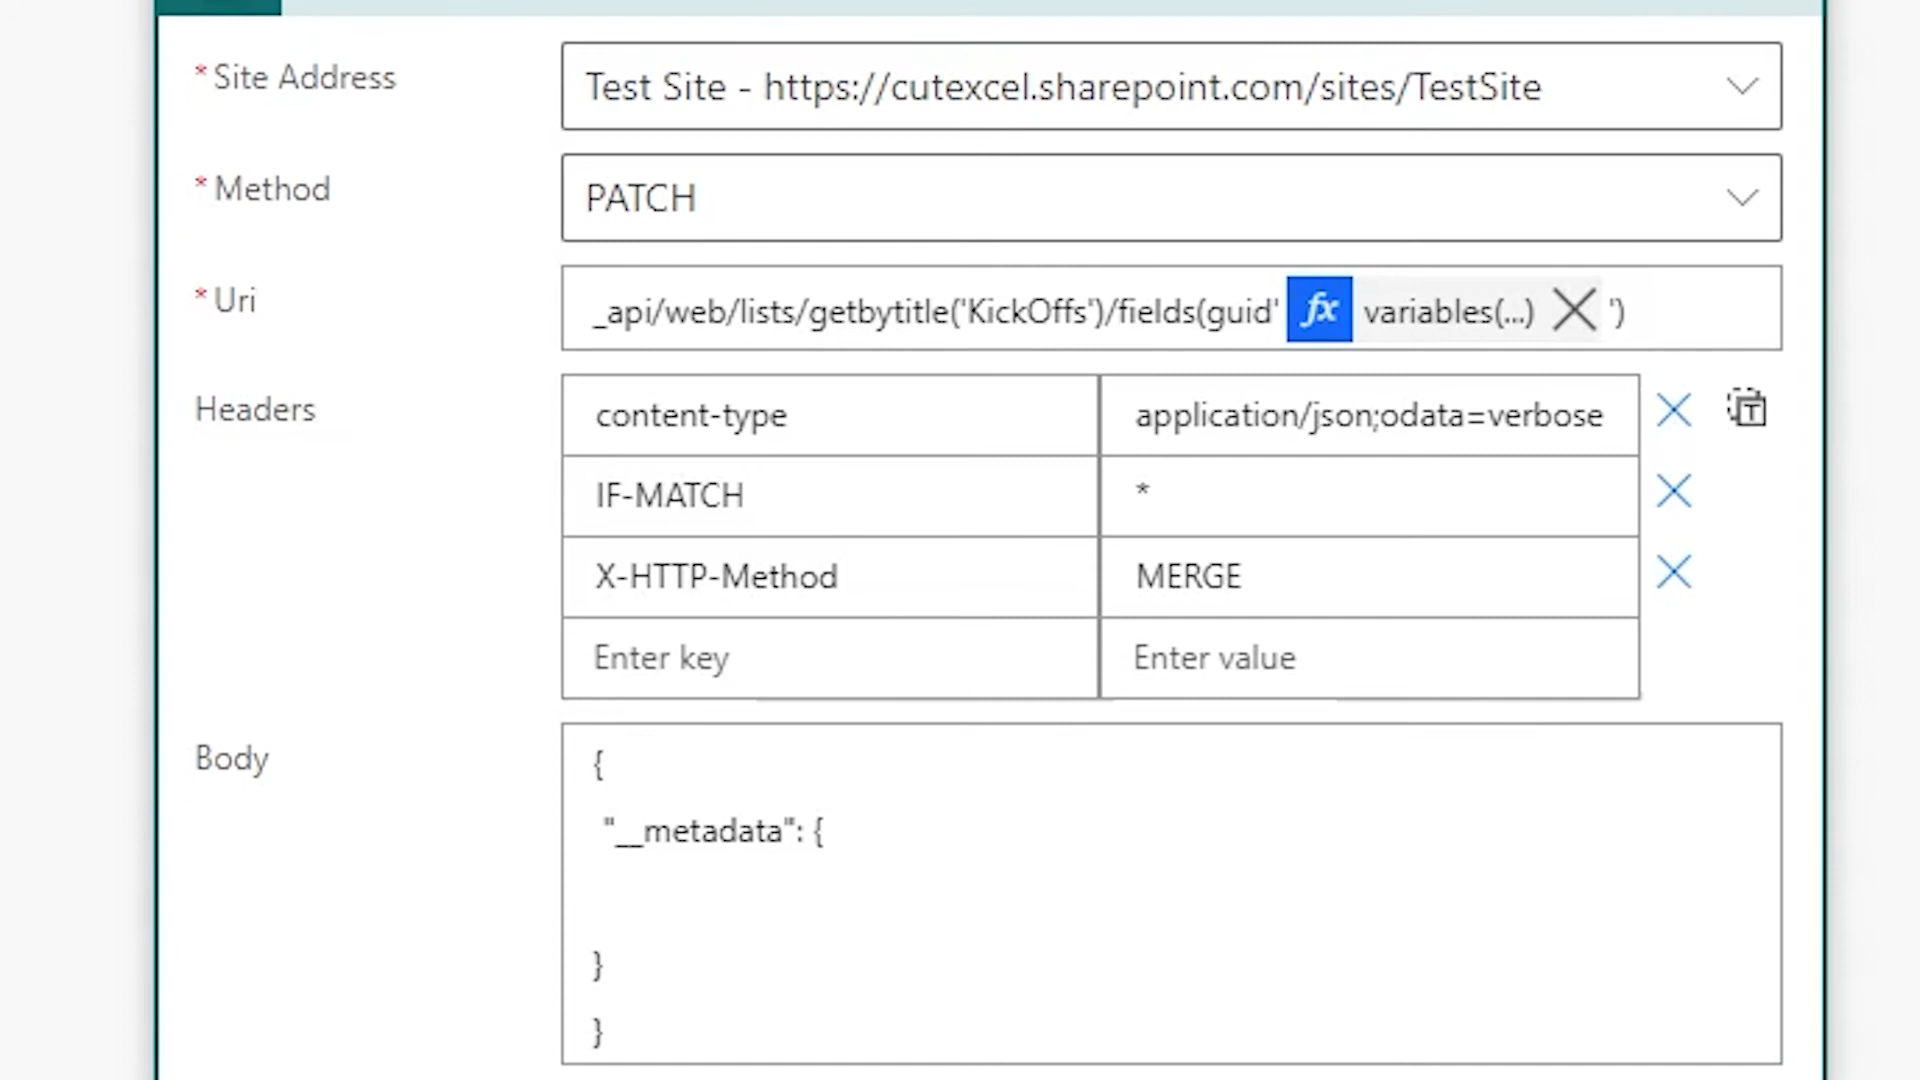 * Site Address
Test Site - https://cutexcel.sharepoint.com/sites/TestSite
* Method
PATCH
* Uri
_api/web/lists/getbytitle('KickOffs')/fields(guid' fx variables(...) ')
Headers
content-type application/json;odata=verbose
IF-MATCH *
X-HTTP-Method MERGE
Enter key Enter value
Body
{
"__metadata": {
}
}